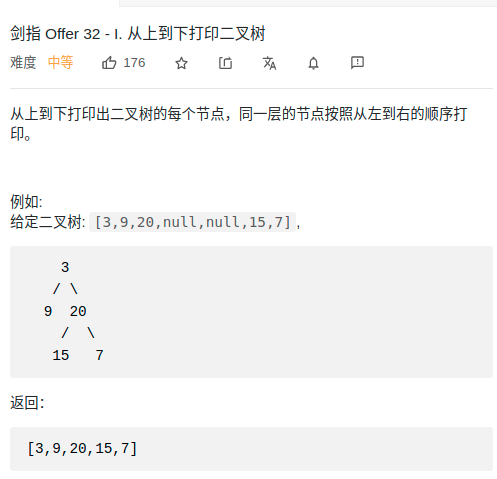 剑指 Offer 32 - I. 从上到下打印二叉树
难度 中等 176
从上到下打印出二叉树的每个节点，同一层的节点按照从左到右的顺序打
印。
例如:
给定二叉树: [3,9,20,null,null,15,7],
3
/ \
9 20
/ \
15 7
返回：
[3,9,20,15,7]